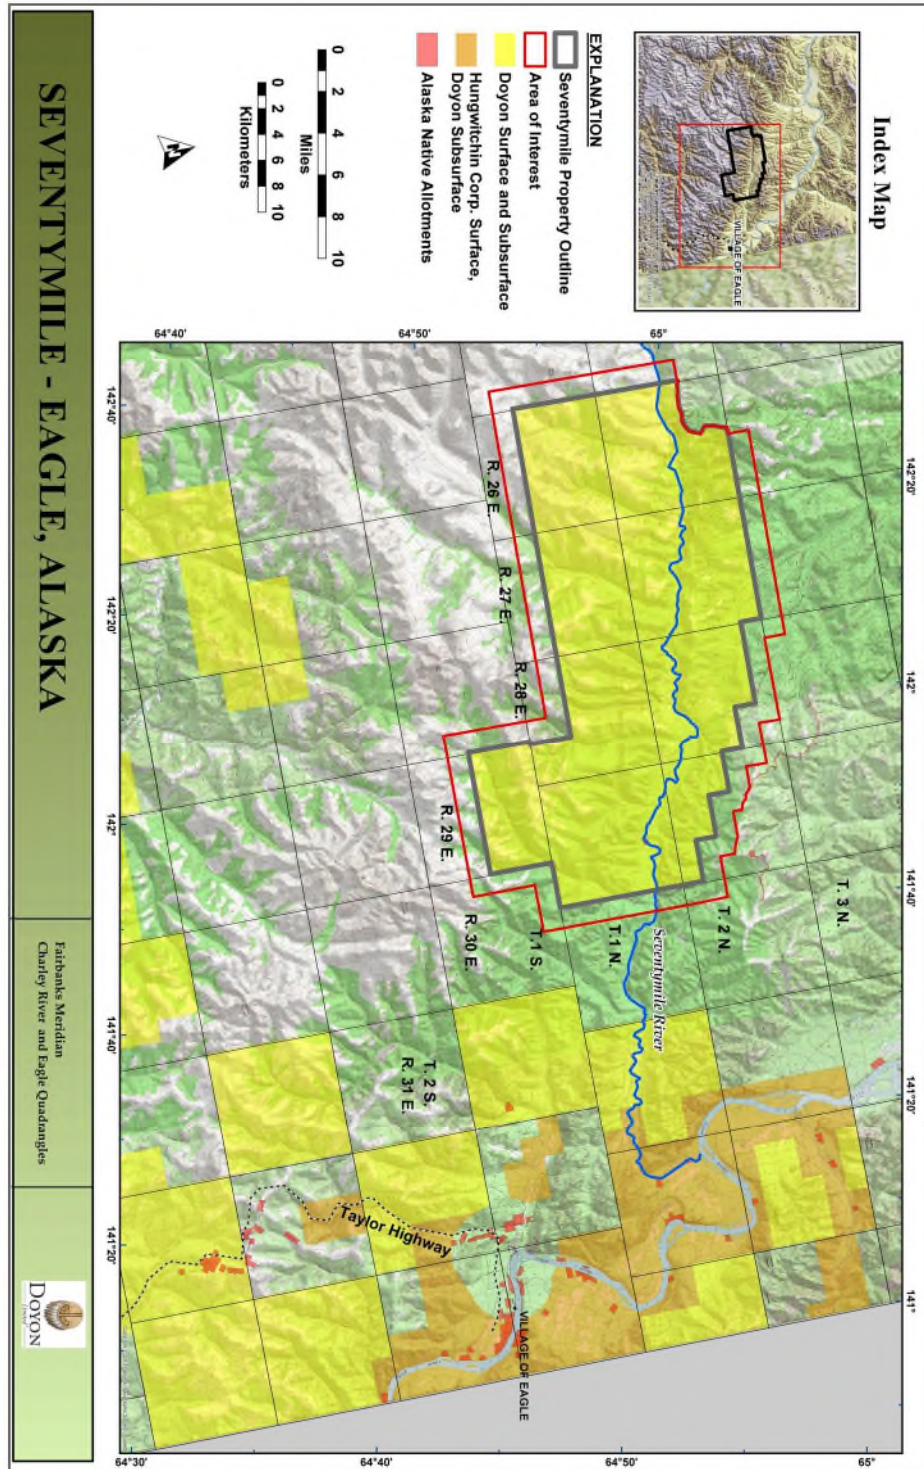 Index Map
VILLAGE OF EAGLE
EXPLANATION
Seventymile Property Outline
Area of Interest
Doyon Surface and Subsurface
Hungwitchin Corp. Surface,
Doyon Subsurface
Alaska Native Allotments
0 2 4 6 8 10
Miles
0 2 4 6 8 10
Kilometers
N
142°20'
142°
141°40'
141°20'
141°
65°
64°50'
64°40'
65°
64°50'
64°40'
64°30'
142°40'
142°20'
142°
141°40'
141°20'
T. 3 N.
T. 2 N.
Seventymile River
T. 1 N.
T. 1 S.
R. 26 E.
R. 27 E.
R. 28 E.
R. 29 E.
R. 30 E.
T. 2 S.
R. 31 E.
Taylor Highway
VILLAGE OF EAGLE
SEVENTYMILE - EAGLE, ALASKA
Fairbanks Meridian
Charley River and Eagle Quadrangles
DOYON